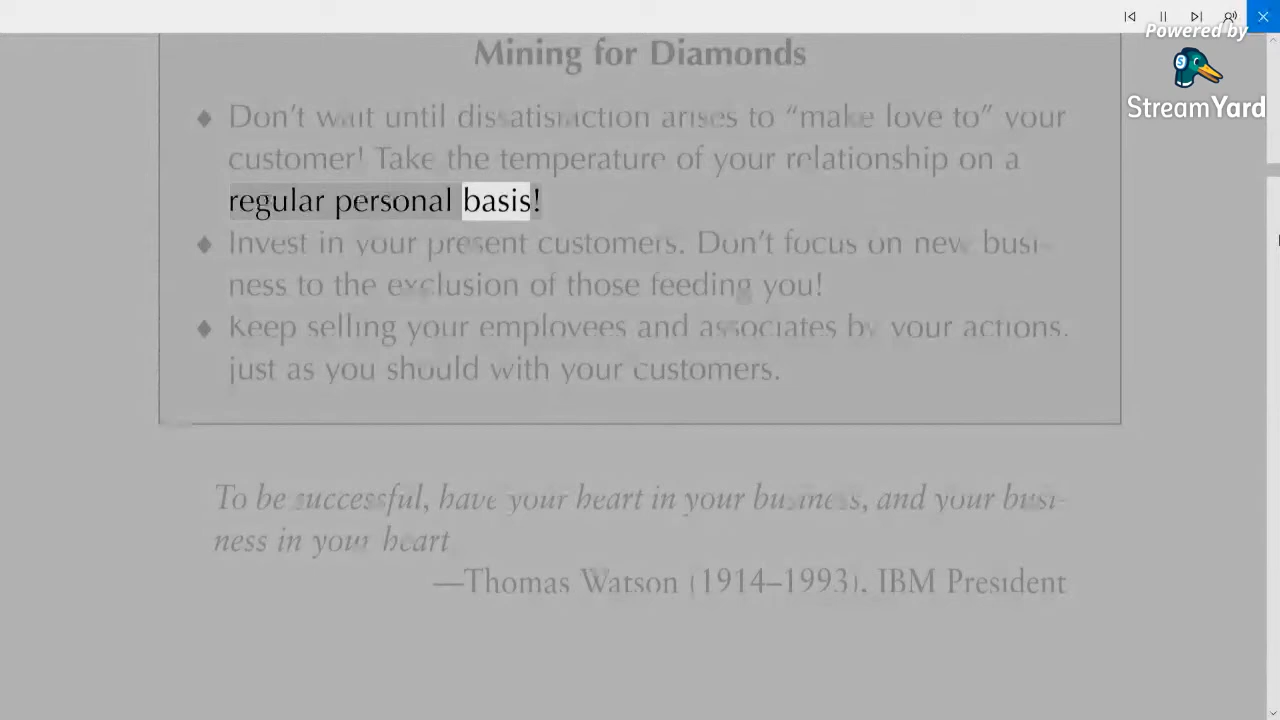 Powered by
StreamYard
Mining for Diamonds
♦ Don't wait until dissatisfaction arises to “make love to” your
customer! Take the temperature of your relationship on a
regular personal basis!
♦ Invest in your present customers. Don't focus on new busi-
ness to the exclusion of those feeding you!
♦ Keep selling your employees and associates by your actions,
just as you should with your customers.
To be successful, have your heart in your business, and your busi-
ness in your heart
—Thomas Watson (1914–1993), IBM President